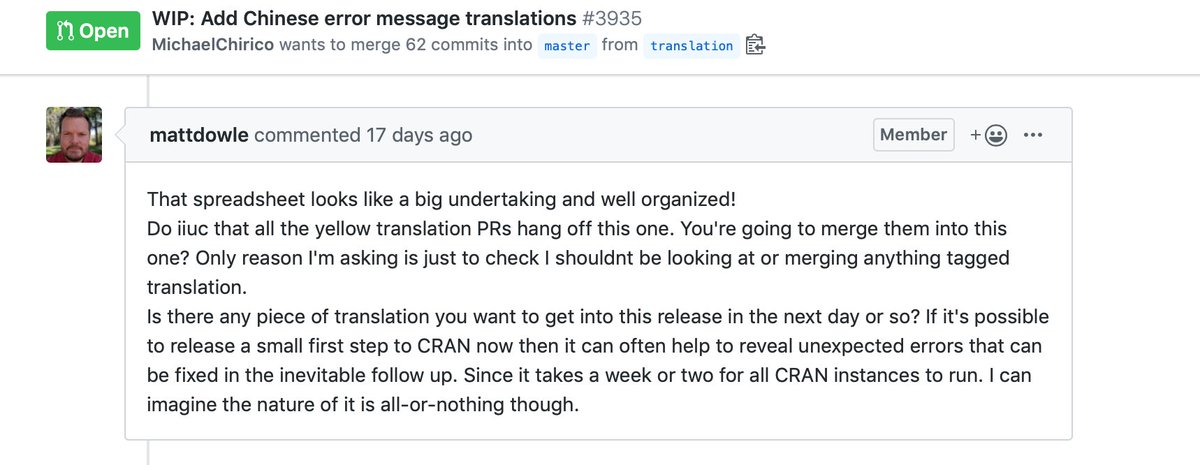 Open
WIP: Add Chinese error message translations #3935
MichaelChirico wants to merge 62 commits into master from translation
mattdowle commented 17 days ago
Member
That spreadsheet looks like a big undertaking and well organized!
Do iiuc that all the yellow translation PRs hang off this one. You're going to merge them into this
one? Only reason I'm asking is just to check I shouldnt be looking at or merging anything tagged
translation.
Is there any piece of translation you want to get into this release in the next day or so? If it's possible
to release a small first step to CRAN now then it can often help to reveal unexpected errors that can
be fixed in the inevitable follow up. Since it takes a week or two for all CRAN instances to run. I can
imagine the nature of it is all-or-nothing though.